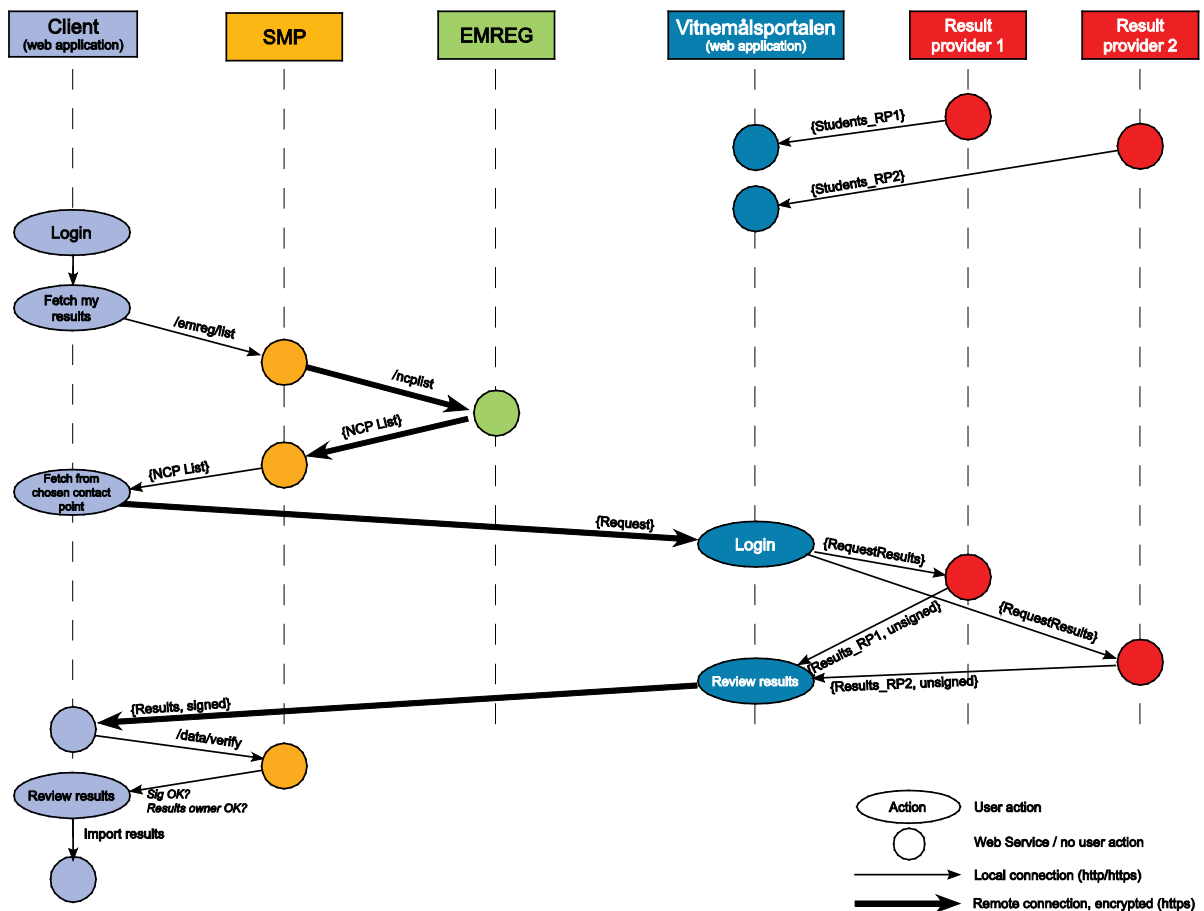 Client
(web application)
SMP
EMREG
Vitnemålsportalen
(web application)
Result
provider 1
Result
provider 2
{Students_RP1}
{Students_RP2}
Login
Fetch my
results
/emreg/list
/ncplist
{NCP List}
{NCP List}
Fetch from
chosen contact
point
{Request}
Login
{RequestResults}
{RequestResults}
{Results_RP1, unsigned}
{Results_RP2, unsigned}
Review results
{Results, signed}
/data/verify
Review results
Sig OK?
Results owner OK?
Import results
Action
User action
Web Service / no user action
Local connection (http/https)
Remote connection, encrypted (https)